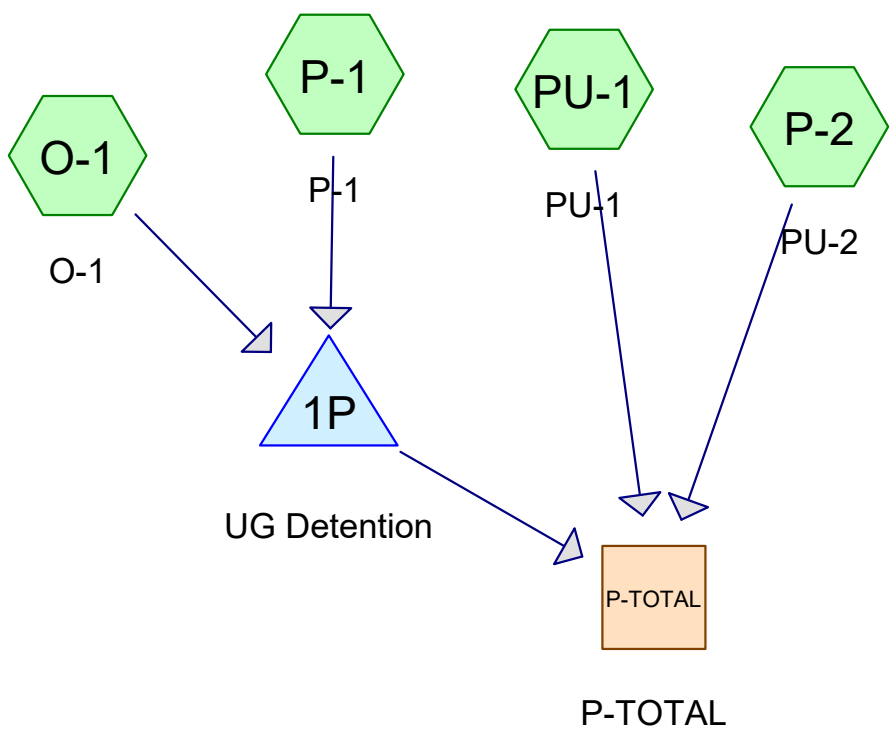 P-1
PU-1
P-2
O-1
P-1
PU-1
PU-2
O-1
1P
UG Detention
P-TOTAL
P-TOTAL